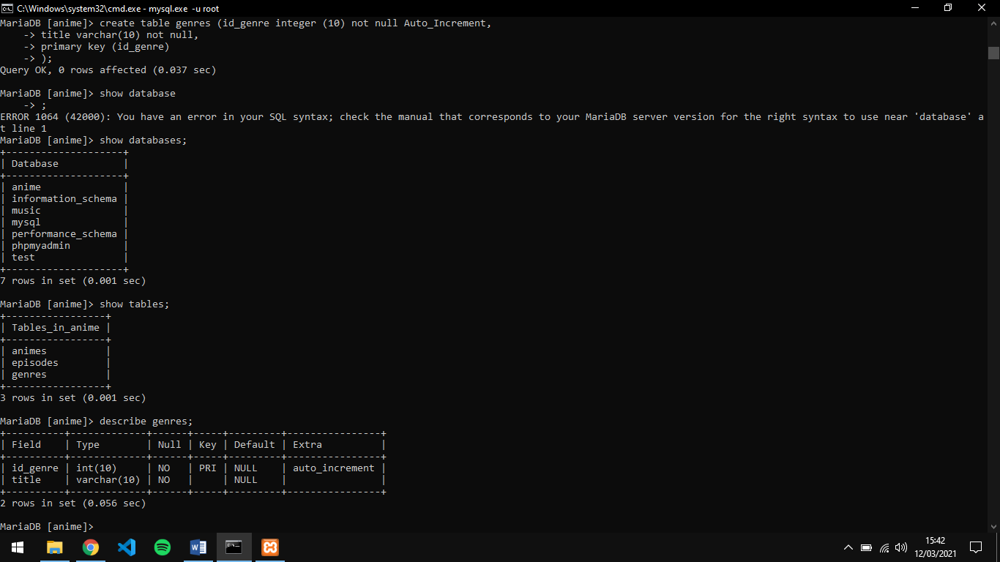 C:\Windows\system32\cmd.exe - mysql.exe  -u root
MariaDB [anime]> create table genres (id_genre integer (10) not null Auto_Increment,
    -> title varchar(10) not null,
    -> primary key (id_genre)
    -> );
Query OK, 0 rows affected (0.037 sec)

MariaDB [anime]> show database
    -> ;
ERROR 1064 (42000): You have an error in your SQL syntax; check the manual that corresponds to your MariaDB server version for the right syntax to use near 'database' a
t line 1
MariaDB [anime]> show databases;
+--------------------+
| Database           |
+--------------------+
| anime              |
| information_schema |
| music              |
| mysql              |
| performance_schema |
| phpmyadmin         |
| test               |
+--------------------+
7 rows in set (0.001 sec)

MariaDB [anime]> show tables;
+-----------------+
| Tables_in_anime |
+-----------------+
| animes          |
| episodes        |
| genres          |
+-----------------+
3 rows in set (0.001 sec)

MariaDB [anime]> describe genres;
+----------+-------------+------+-----+---------+----------------+
| Field    | Type        | Null | Key | Default | Extra          |
+----------+-------------+------+-----+---------+----------------+
| id_genre | int(10)     | NO   | PRI | NULL    | auto_increment |
| title    | varchar(10) | NO   |     | NULL    |                |
+----------+-------------+------+-----+---------+----------------+
2 rows in set (0.056 sec)

MariaDB [anime]>
15:42
12/03/2021